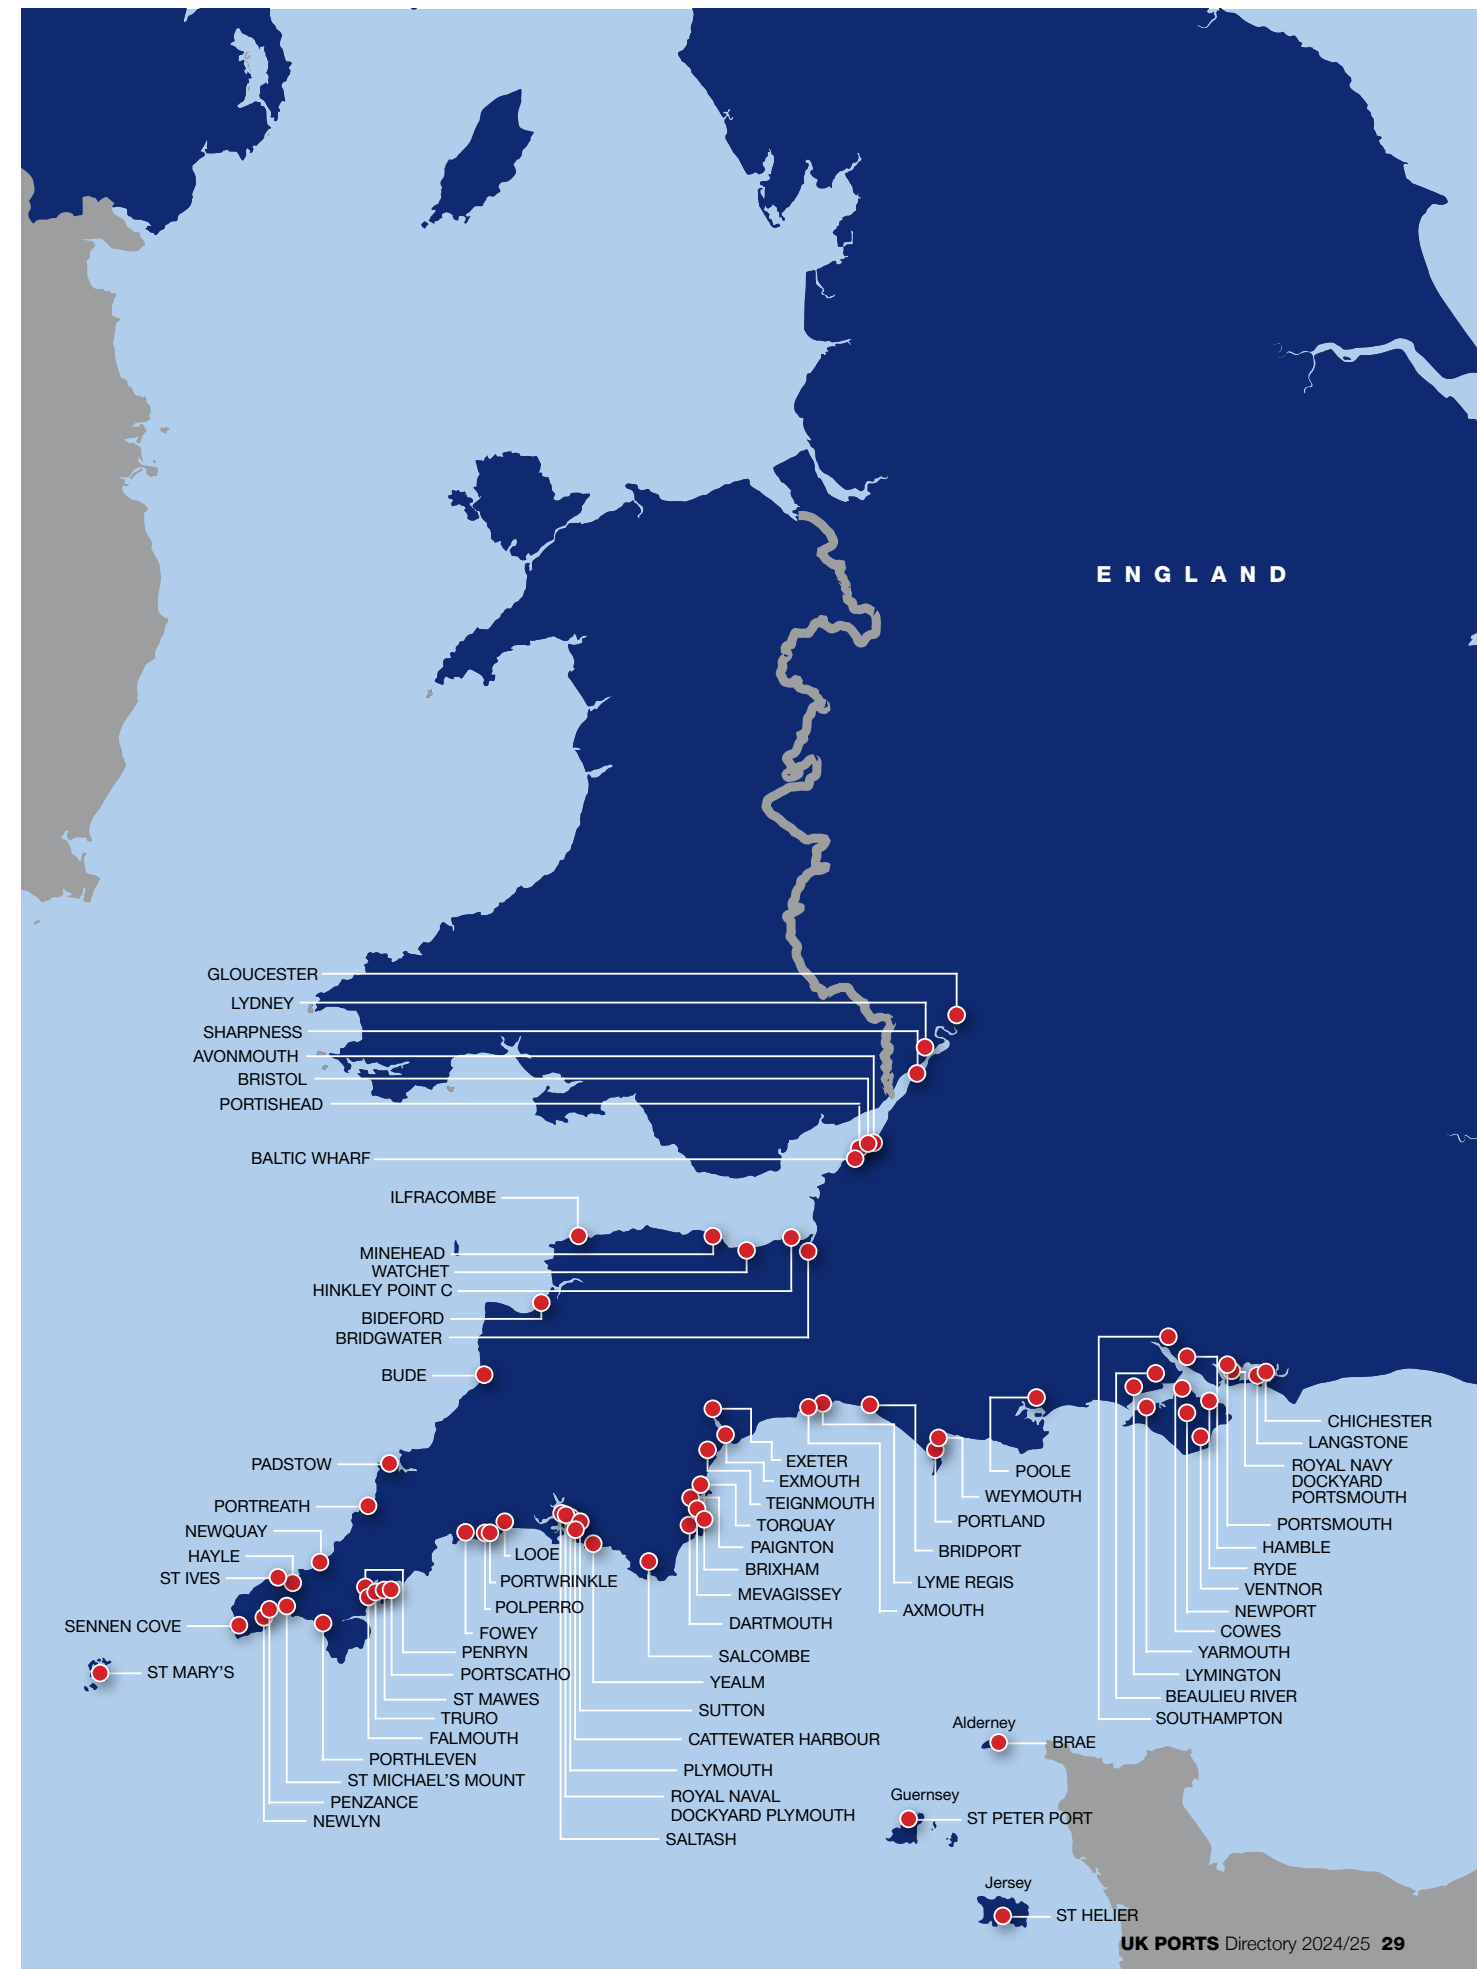 ENGLAND
GLOUCESTER
LYDNEY
SHARPNESS
AVONMOUTH
BRISTOL
PORTISHEAD
BALTIC WHARF
ILFRACOMBE
MINEHEAD
WATCHET
HINKLEY POINT C
BIDEFORD
BRIDGWATER
BUDE
PADSTOW
PORTREATH
NEWQUAY
HAYLE
ST IVES
SENNEN COVE
ST MARY'S
LOOE
PORTWRINKLE
POLPERRO
FOWEY
PENRYN
PORTSCATHO
ST MAWES
TRURO
FALMOUTH
PORTHLEVEN
ST MICHAEL'S MOUNT
PENZANCE
NEWLYN
EXETER
EXMOUTH
TEIGNMOUTH
TORQUAY
PAIGNTON
BRIXHAM
MEVAGISSEY
DARTMOUTH
SALCOMBE
YEALM
SUTTON
CATTEWATER HARBOUR
PLYMOUTH
ROYAL NAVAL
DOCKYARD PLYMOUTH
SALTASH
POOLE
WEYMOUTH
PORTLAND
BRIDPORT
LYME REGIS
AXMOUTH
CHICHESTER
LANGSTONE
ROYAL NAVY
DOCKYARD
PORTSMOUTH
PORTSMOUTH
HAMBLE
RYDE
VENTNOR
NEWPORT
COWES
YARMOUTH
LYMINGTON
BEAULIEU RIVER
SOUTHAMPTON
Alderney
BRAE
Guernsey
ST PETER PORT
Jersey
ST HELIER
UK PORTS Directory 2024/25 29